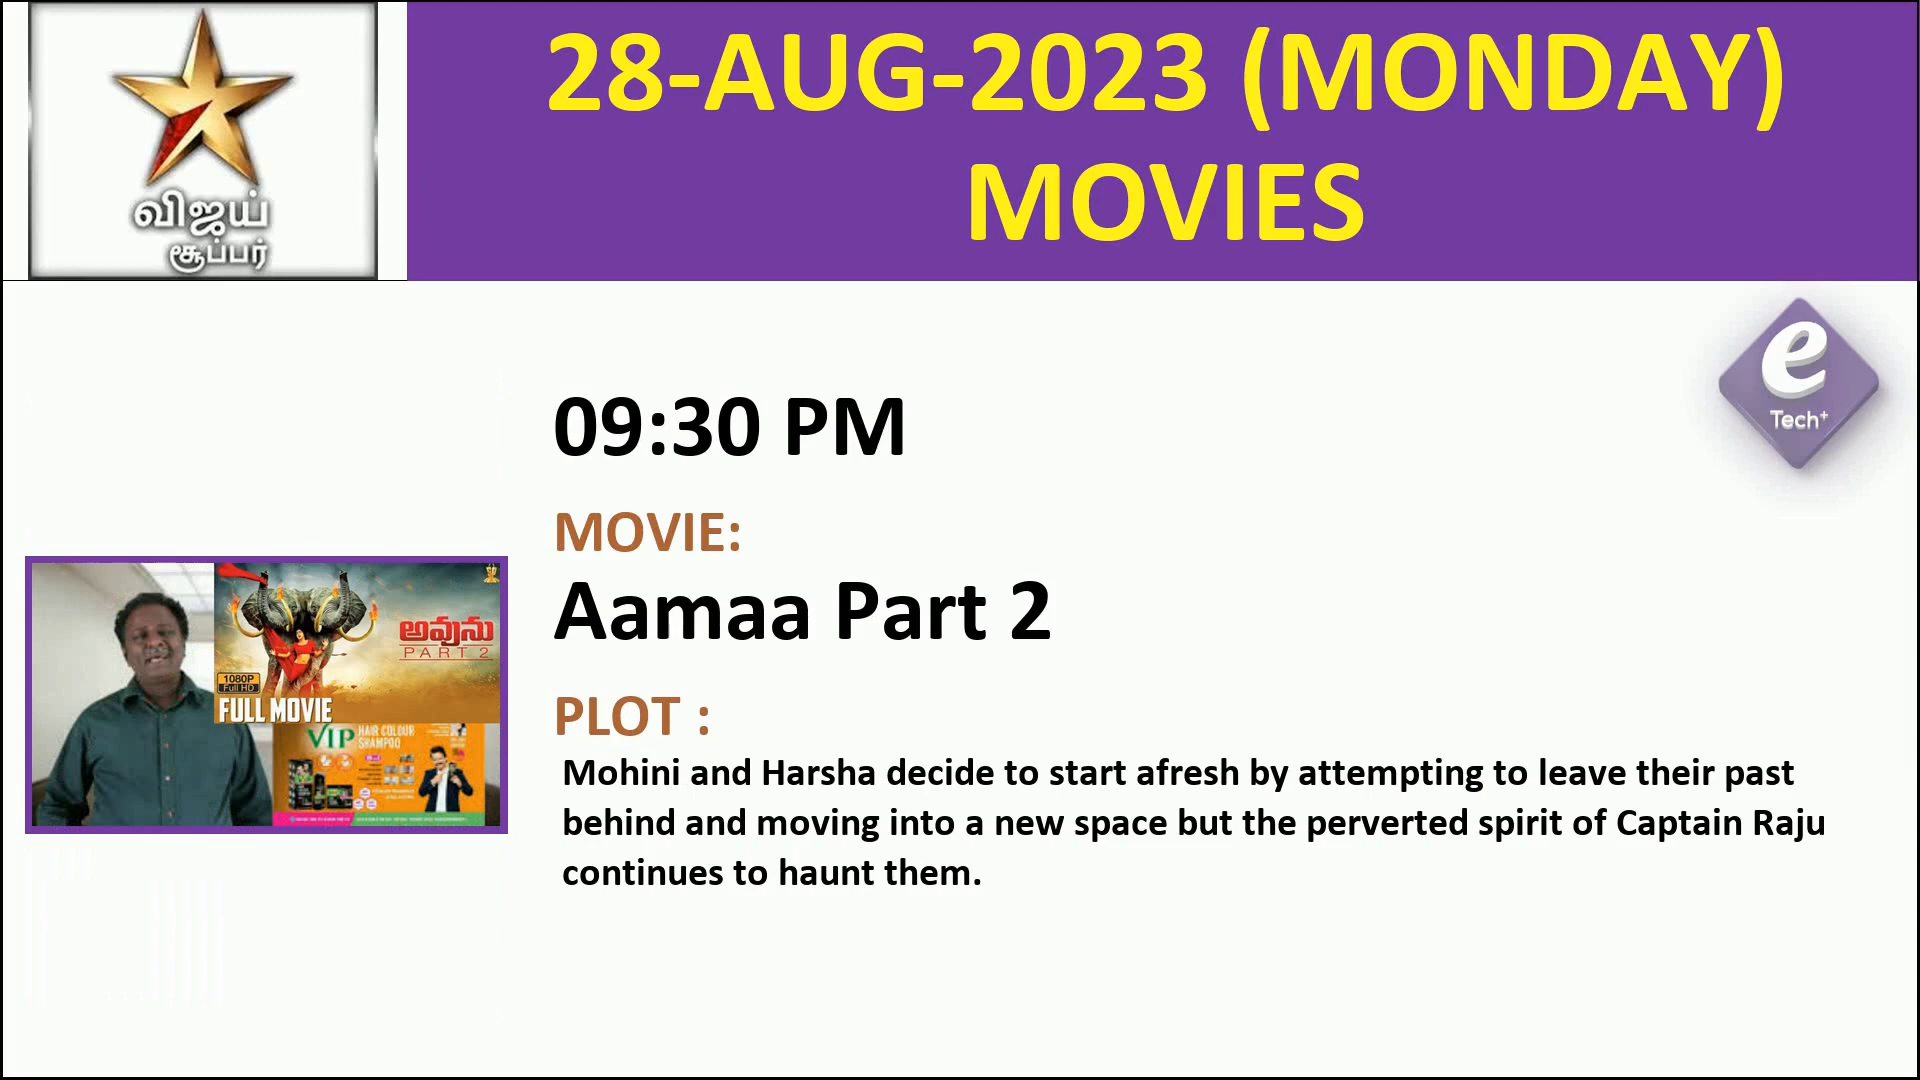 விஜய்
சூப்பர்
28-AUG-2023 (MONDAY)
MOVIES
e
Tech⁺
09:30 PM
MOVIE:
Aamaa Part 2
అవును
PART 2
1080P
Full HD
FULL MOVIE
VIP HAIR COLOUR
SHAMPOO
PLOT :
Mohini and Harsha decide to start afresh by attempting to leave their past
behind and moving into a new space but the perverted spirit of Captain Raju
continues to haunt them.